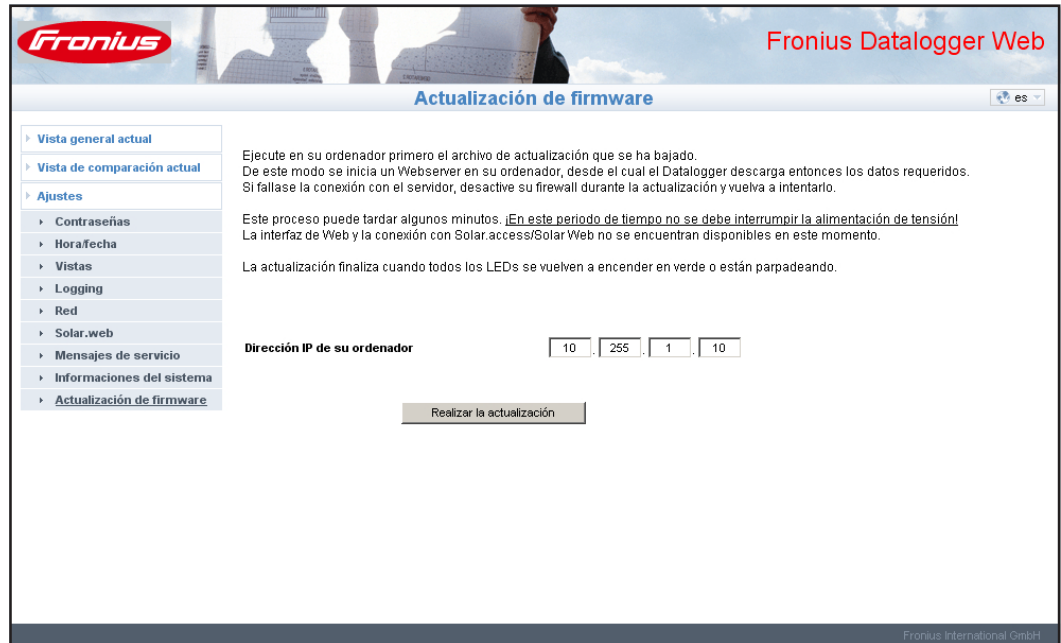 Fronius
Fronius Datalogger Web
Actualización de firmware
es
Vista general actual
Vista de comparación actual
Ajustes
Contraseñas
Hora/fecha
Vistas
Logging
Red
Solar.web
Mensajes de servicio
Informaciones del sistema
Actualización de firmware
Ejecute en su ordenador primero el archivo de actualización que se ha bajado.
De este modo se inicia un Webserver en su ordenador, desde el cual el Datalogger descarga entonces los datos requeridos.
Si fallase la conexión con el servidor, desactive su firewall durante la actualización y vuelva a intentarlo.
Este proceso puede tardar algunos minutos. ¡En este periodo de tiempo no se debe interrumpir la alimentación de tensión!
La interfaz de Web y la conexión con Solar.access/Solar Web no se encuentran disponibles en este momento.
La actualización finaliza cuando todos los LEDs se vuelven a encender en verde o están parpadeando.
Dirección IP de su ordenador 10 . 255 . 1 . 10
Realizar la actualización
Fronius International GmbH